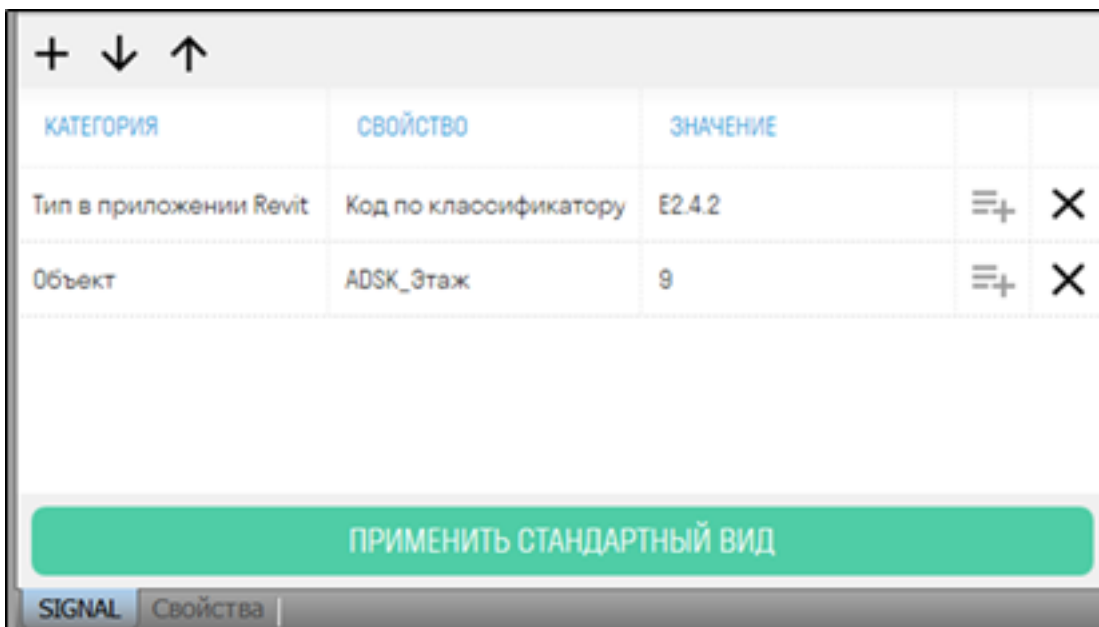 КАТЕГОРИЯ СВОЙСТВО ЗНАЧЕНИЕ
Тип в приложении Revit Код по классификатору E2.4.2
Объект ADSK_Этаж 9
ПРИМЕНИТЬ СТАНДАРТНЫЙ ВИД
SIGNAL Свойства